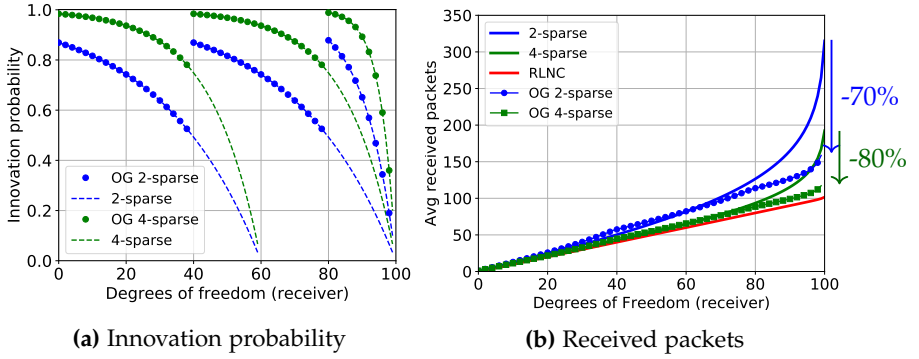 1.0
0.8
0.6
0.4
0.2
0.0
Innovation probability
OG 2-sparse
2-sparse
OG 4-sparse
4-sparse
0 20 40 60 80 100
Degrees of freedom (receiver)
(a) Innovation probability
350
300
250
200
150
100
50
0
Avg received packets
2-sparse
4-sparse
RLNC
OG 2-sparse
OG 4-sparse
-70%
-80%
0 20 40 60 80 100
Degrees of Freedom (receiver)
(b) Received packets